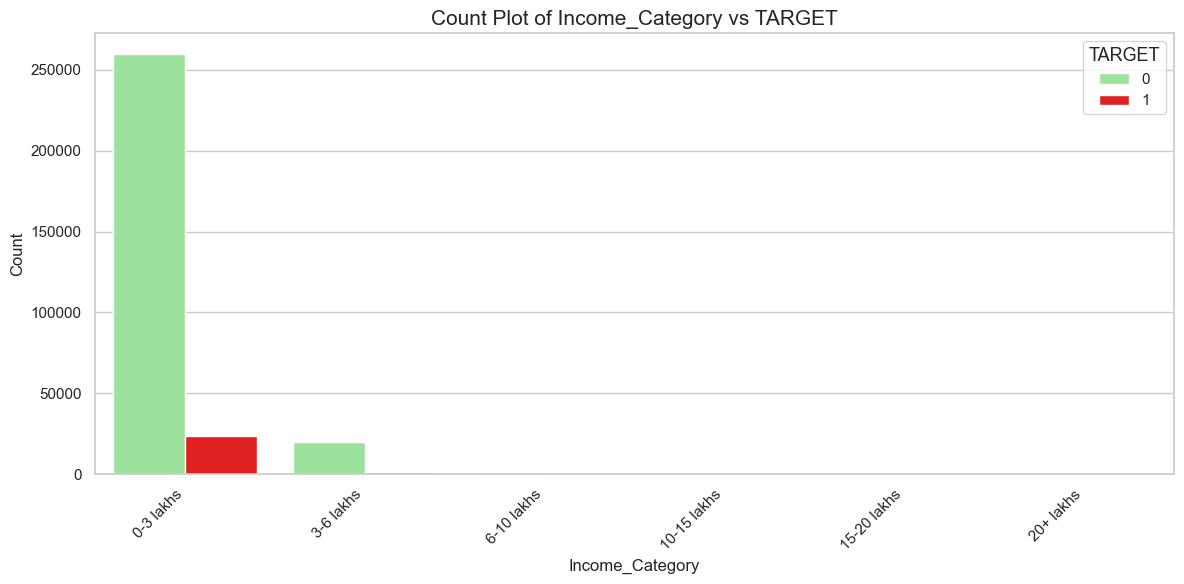 Count Plot of Income_Category vs TARGET
TARGET
0
1
250000
200000
150000
100000
50000
0
Count
0-3 lakhs
3-6 lakhs
6-10 lakhs
10-15 lakhs
15-20 lakhs
20+ lakhs
Income_Category